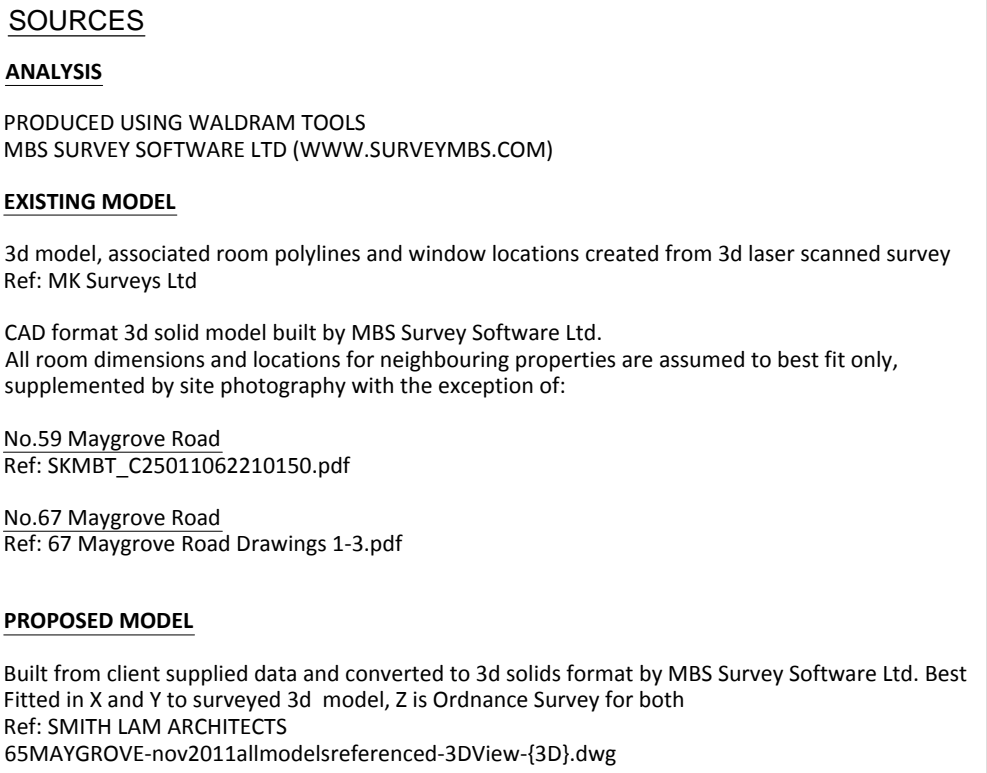 SOURCES
ANALYSIS
PRODUCED USING WALDRAM TOOLS
MBS SURVEY SOFTWARE LTD (WWW.SURVEYMBS.COM)
EXISTING MODEL
3d model, associated room polylines and window locations created from 3d laser scanned survey
Ref: MK Surveys Ltd
CAD format 3d solid model built by MBS Survey Software Ltd.
All room dimensions and locations for neighbouring properties are assumed to best fit only,
supplemented by site photography with the exception of:
No.59 Maygrove Road
Ref: SKMBT_C25011062210150.pdf
No.67 Maygrove Road
Ref: 67 Maygrove Road Drawings 1-3.pdf
PROPOSED MODEL
Built from client supplied data and converted to 3d solids format by MBS Survey Software Ltd. Best
Fitted in X and Y to surveyed 3d  model, Z is Ordnance Survey for both
Ref: SMITH LAM ARCHITECTS
65MAYGROVE-nov2011allmodelsreferenced-3DView-{3D}.dwg